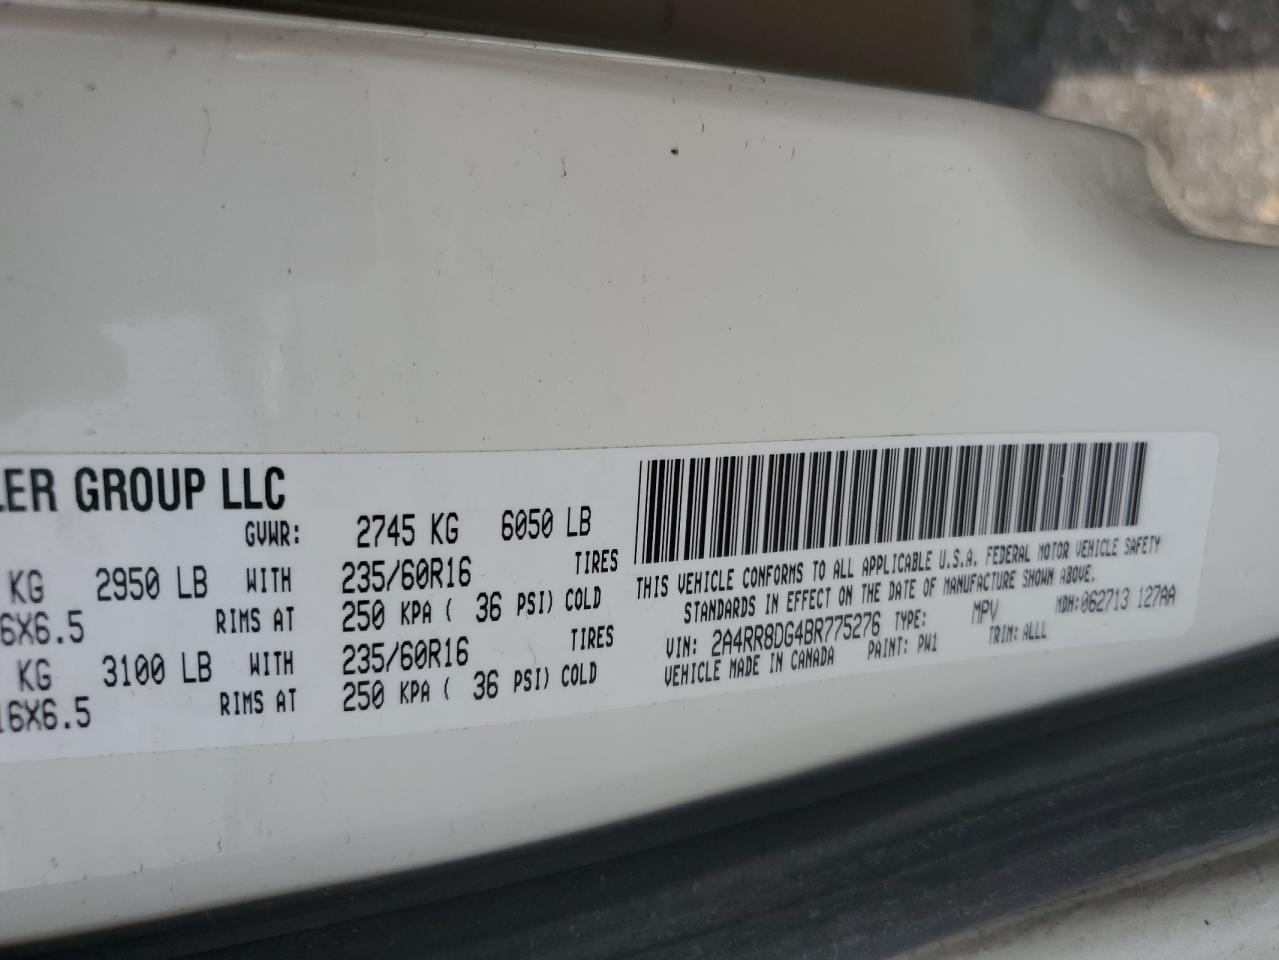 LER GROUP LLC
GVWR: 2745 KG 6050 LB
KG 2950 LB WITH 235/60R16 TIRES
6X6.5 RIMS AT 250 KPA ( 36 PSI) COLD
KG 3100 LB WITH 235/60R16 TIRES
16X6.5 RIMS AT 250 KPA ( 36 PSI) COLD
THIS VEHICLE CONFORMS TO ALL APPLICABLE U.S.A. FEDERAL MOTOR VEHICLE SAFETY
STANDARDS IN EFFECT ON THE DATE OF MANUFACTURE SHOWN ABOVE.
VIN: 2A4RR8DG4BR775276 TYPE: MPV MDH:062713 127AA
VEHICLE MADE IN CANADA PAINT: PW1 TRIM: ALLL